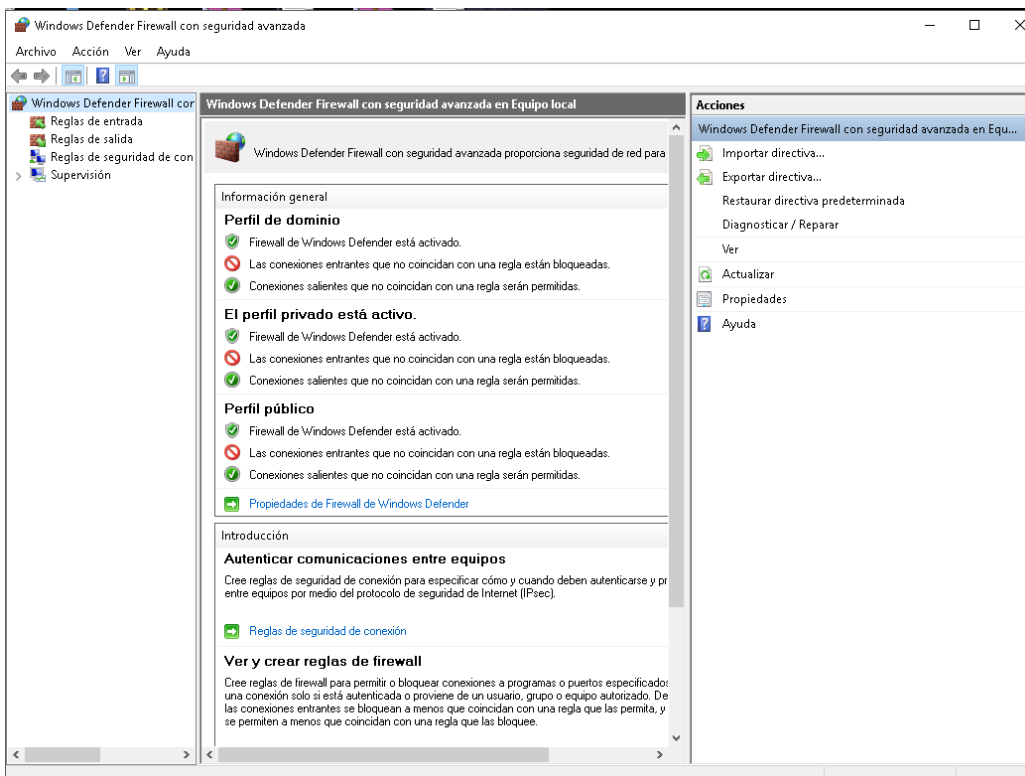 Windows Defender Firewall con seguridad avanzada
Archivo Acción Ver Ayuda
Windows Defender Firewall cor
Reglas de entrada
Reglas de salida
Reglas de seguridad de con
Supervisión
Windows Defender Firewall con seguridad avanzada en Equipo local
Windows Defender Firewall con seguridad avanzada proporciona seguridad de red para
Información general
Perfil de dominio
Firewall de Windows Defender está activado.
Las conexiones entrantes que no coincidan con una regla están bloqueadas.
Conexiones salientes que no coincidan con una regla serán permitidas.
El perfil privado está activo.
Firewall de Windows Defender está activado.
Las conexiones entrantes que no coincidan con una regla están bloqueadas.
Conexiones salientes que no coincidan con una regla serán permitidas.
Perfil público
Firewall de Windows Defender está activado.
Las conexiones entrantes que no coincidan con una regla están bloqueadas.
Conexiones salientes que no coincidan con una regla serán permitidas.
Propiedades de Firewall de Windows Defender
Introducción
Autenticar comunicaciones entre equipos
Cree reglas de seguridad de conexión para especificar cómo y cuando deben autenticarse y pr
entre equipos por medio del protocolo de seguridad de Internet (IPsec).
Reglas de seguridad de conexión
Ver y crear reglas de firewall
Cree reglas de firewall para permitir o bloquear conexiones a programas o puertos especificados
una conexión solo si está autenticada o proviene de un usuario, grupo o equipo autorizado. De
las conexiones entrantes se bloquean a menos que coincidan con una regla que las permita, y
se permiten a menos que coincidan con una regla que las bloquee.
Acciones
Windows Defender Firewall con seguridad avanzada en Equ...
Importar directiva...
Exportar directiva...
Restaurar directiva predeterminada
Diagnosticar / Reparar
Ver
Actualizar
Propiedades
Ayuda